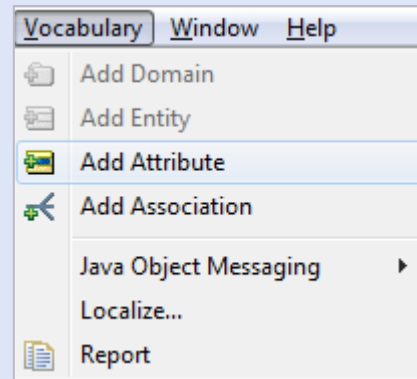 Vocabulary Window Help
Add Domain
Add Entity
Add Attribute
Add Association
Java Object Messaging
Localize...
Report